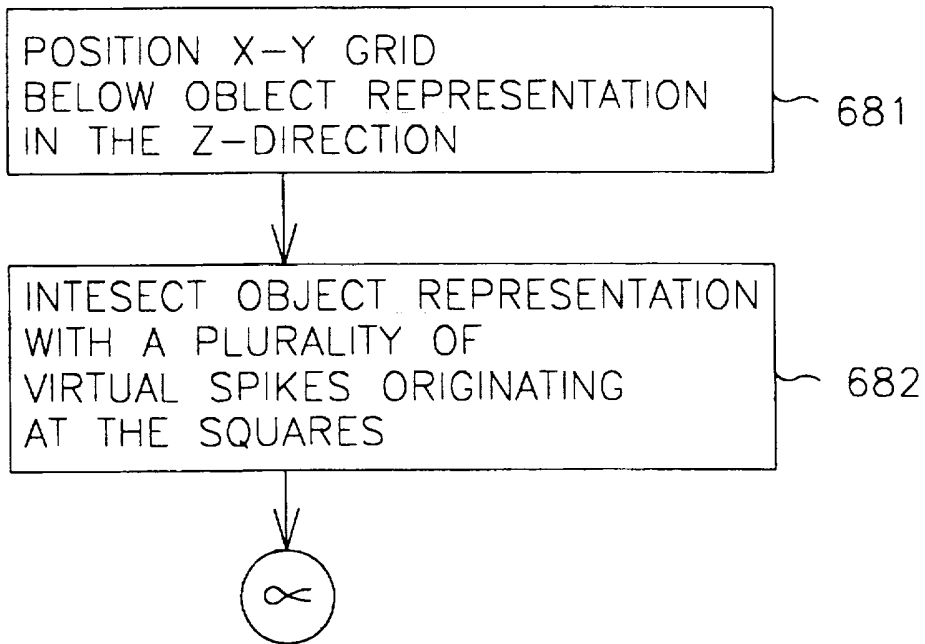 POSITION X-Y GRID
BELOW OBLECT REPRESENTATION
IN THE Z-DIRECTION
681
INTESECT OBJECT REPRESENTATION
WITH A PLURALITY OF
VIRTUAL SPIKES ORIGINATING
AT THE SQUARES
682
∝